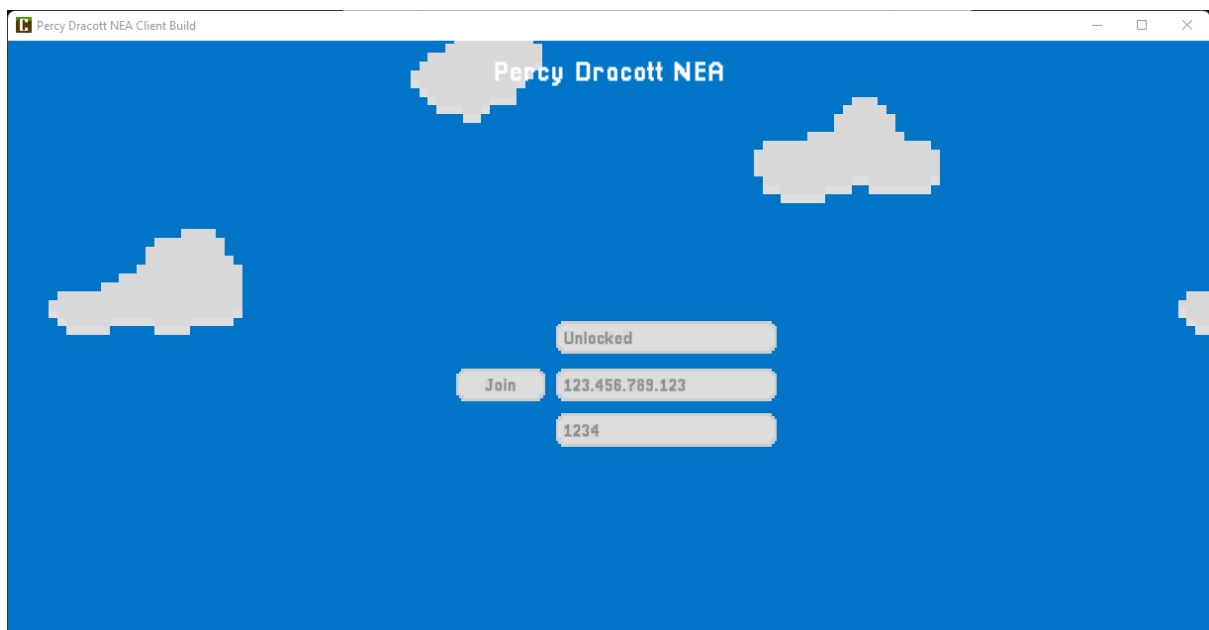 Percy Dracott NEA Client Build
Percy Dracott NEA
Unlocked
Join 123.456.789.123
1234